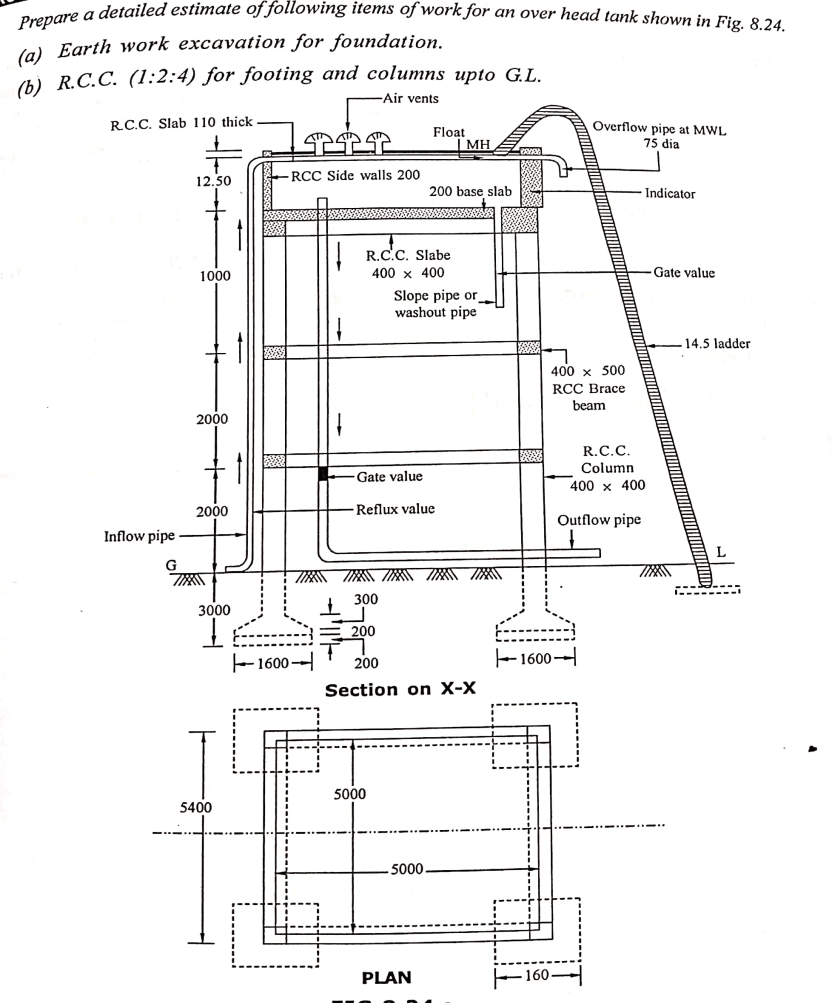 Prepare a detailed estimate of following items of work for an over head tank shown in Fig. 8.24.
(a) Earth work excavation for foundation.
(b) R.C.C. (1:2:4) for footing and columns upto G.L.
Air vents
R.C.C. Slab 110 thick
Float
MH
Overflow pipe at MWL
75 dia
12.50
RCC Side walls 200
200 base slab
Indicator
R.C.C. Slabe
400 × 400
1000
Gate value
Slope pipe or
washout pipe
14.5 ladder
400 × 500
RCC Brace
beam
2000
R.C.C.
Column
400 × 400
Gate value
2000
Reflux value
Outflow pipe
Inflow pipe
G
L
3000
300
200
200
1600
1600
Section on X-X
5400
5000
5000
PLAN
160